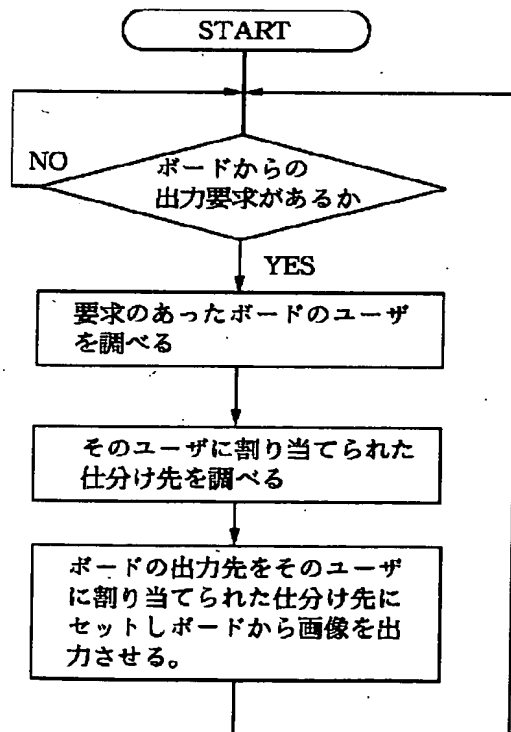 START
NO
ボードからの
出力要求があるか
YES
要求のあったボードのユーザ
を調べる
そのユーザに割り当てられた
仕分け先を調べる
ボードの出力先をそのユーザ
に割り当てられた仕分け先に
セットしボードから画像を出
力させる。